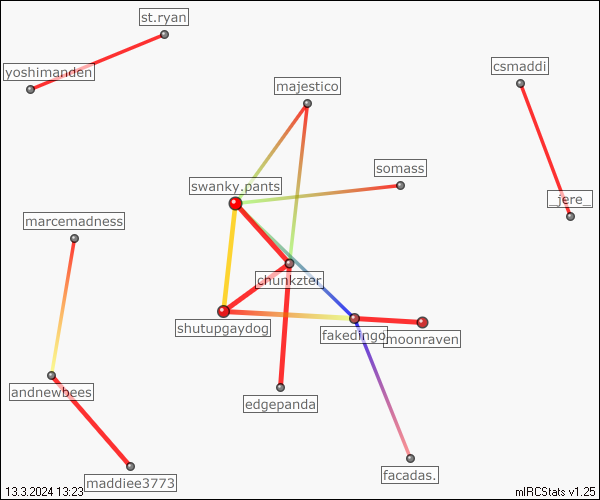 st.ryan
yoshimanden
csmaddi
majestico
somass
swanky.pants
_jere_
marcemadness
chunkzter
shutupgaydog
fakedingo
moonraven
andnewbees
edgepanda
facadas.
maddiee3773
13.3.2024 13:23
mIRCStats v1.25